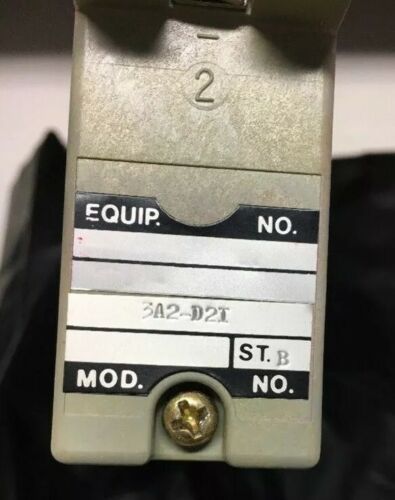 2
EQUIP. NO.
3A2-D2I
ST. B
MOD. NO.